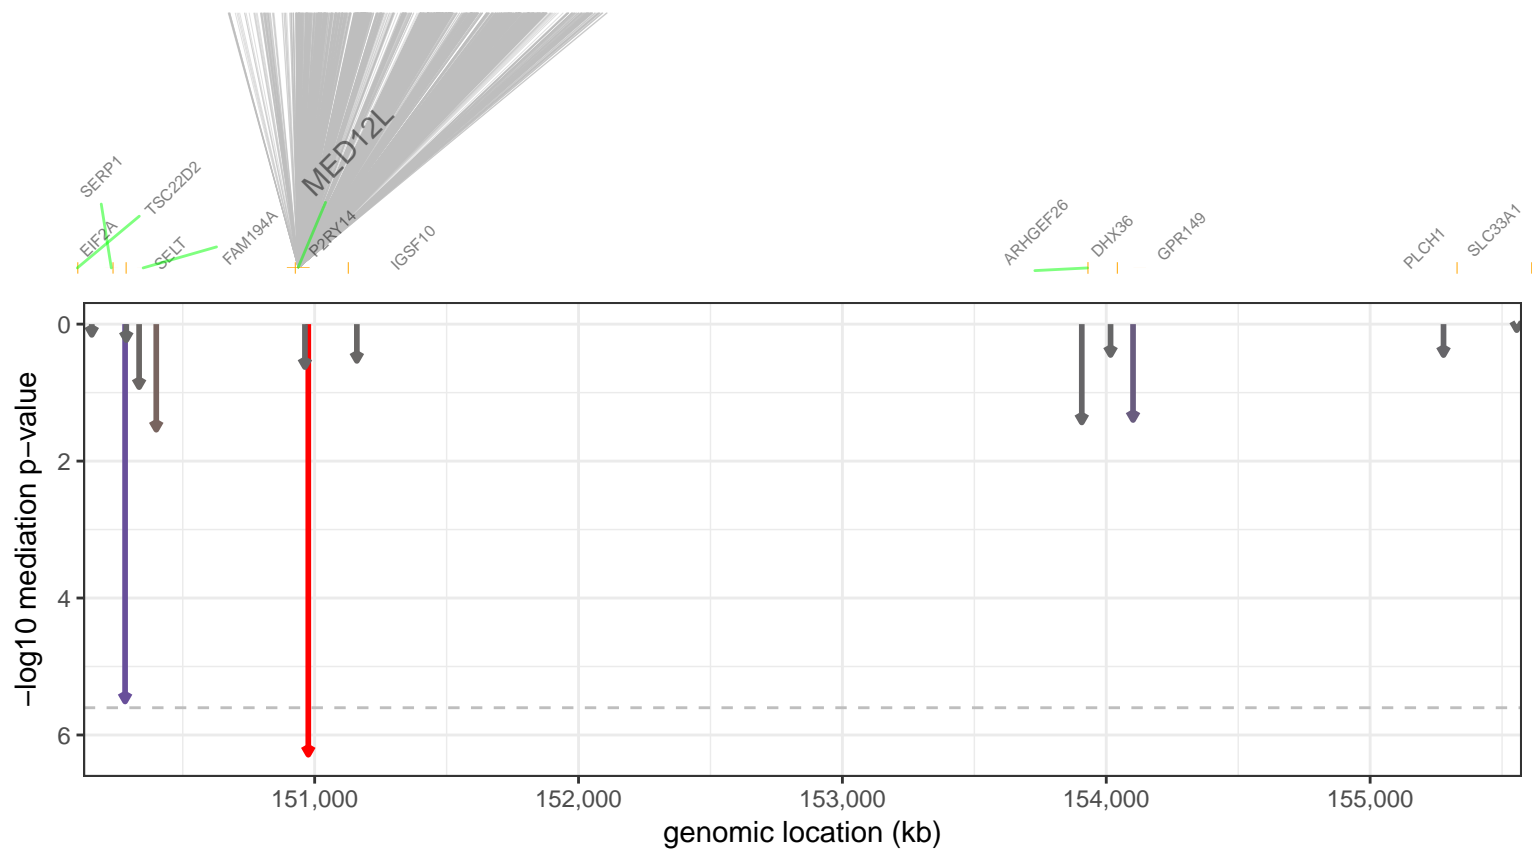 MED12L
SERP1
TSC22D2
EIF2A
SELT
FAM194A
P2RY14
IGSF10
ARHGEF26
DHX36
GPR149
PLCH1
SLC33A1
0
2
4
6
−log10 mediation p−value
151,000
152,000
153,000
154,000
155,000
genomic location (kb)